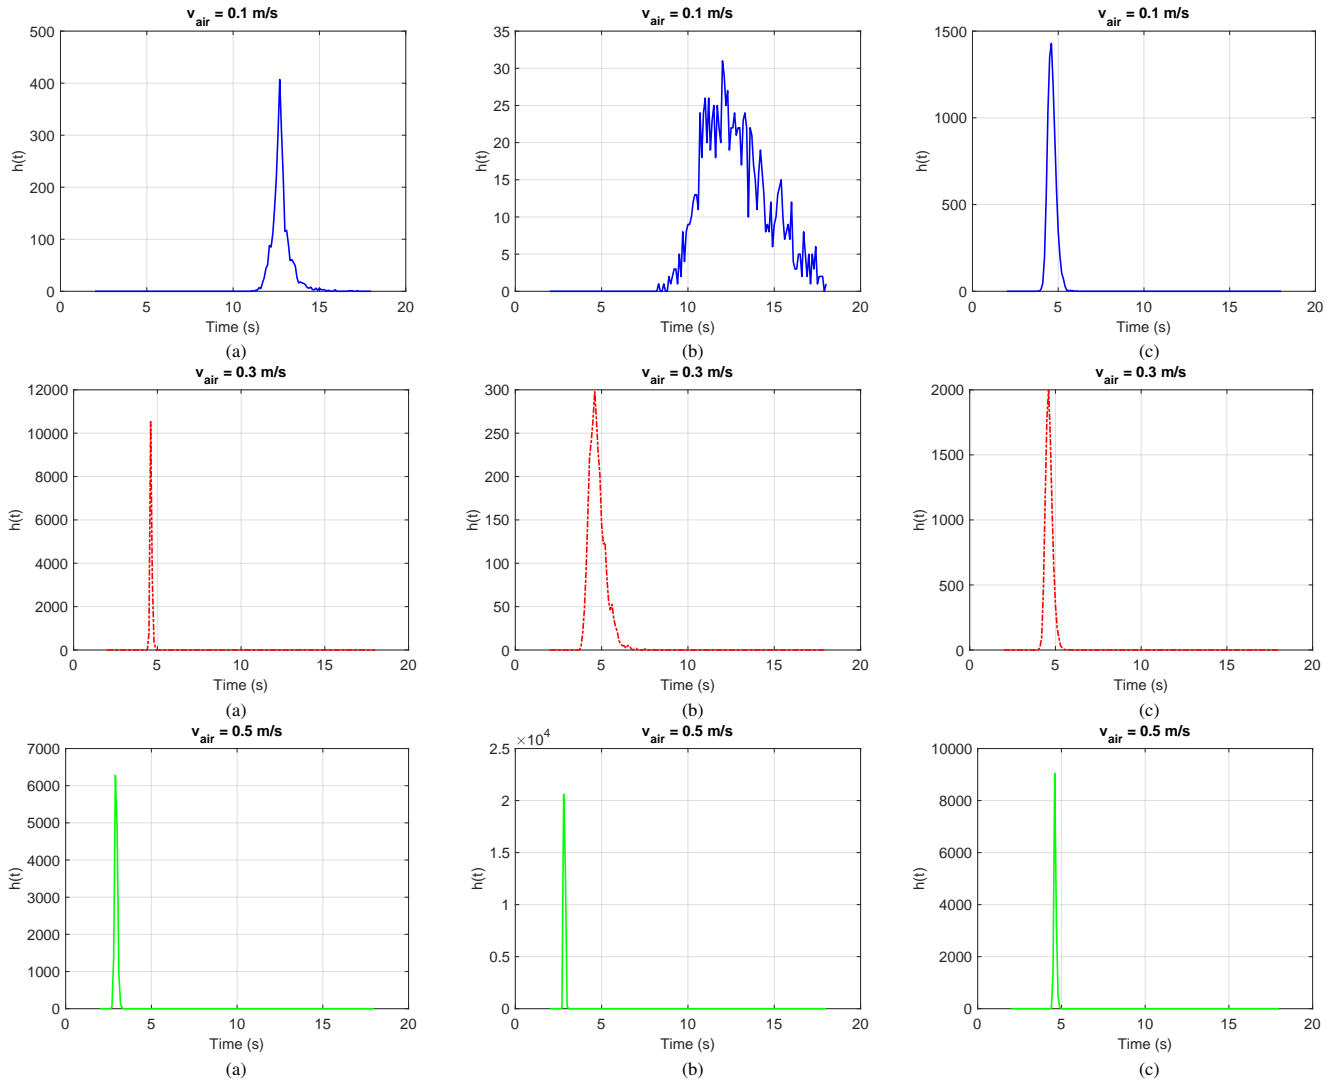 v_air = 0.1 m/s
500
400
300
200
100
0
h(t)
0 5 10 15 20
Time (s)
(a)
v_air = 0.1 m/s
35
30
25
20
15
10
5
0
h(t)
0 5 10 15 20
Time (s)
(b)
v_air = 0.1 m/s
1500
1000
500
0
h(t)
0 5 10 15 20
Time (s)
(c)
v_air = 0.3 m/s
12000
10000
8000
6000
4000
2000
0
h(t)
0 5 10 15 20
Time (s)
(a)
v_air = 0.3 m/s
300
250
200
150
100
50
0
h(t)
0 5 10 15 20
Time (s)
(b)
v_air = 0.3 m/s
2000
1500
1000
500
0
h(t)
0 5 10 15 20
Time (s)
(c)
v_air = 0.5 m/s
7000
6000
5000
4000
3000
2000
1000
0
h(t)
0 5 10 15 20
Time (s)
(a)
v_air = 0.5 m/s
×10⁴
2.5
2
1.5
1
0.5
0
h(t)
0 5 10 15 20
Time (s)
(b)
v_air = 0.5 m/s
10000
8000
6000
4000
2000
0
h(t)
0 5 10 15 20
Time (s)
(c)